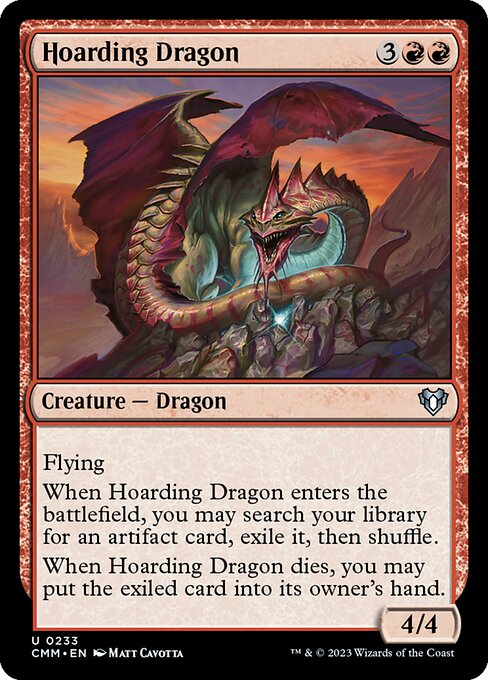 Hoarding Dragon 3
Creature — Dragon
Flying
When Hoarding Dragon enters the
battlefield, you may search your library
for an artifact card, exile it, then shuffle.
When Hoarding Dragon dies, you may
put the exiled card into its owner's hand.
4/4
U 0233
CMM • EN Matt Cavotta
™ & © 2023 Wizards of the Coast